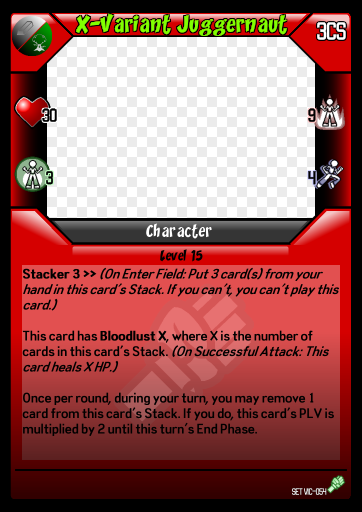 X-Variant Juggernaut
3CS
30
9
3
4
Character
Level 15
Stacker 3 >> (On Enter Field: Put 3 card(s) from your
hand in this card's Stack. If you can't, you can't play this
card.)
This card has Bloodlust X, where X is the number of
cards in this card's Stack. (On Successful Attack: This
card heals X HP.)
Once per round, during your turn, you may remove 1
card from this card's Stack. If you do, this card's PLV is
multiplied by 2 until this turn's End Phase.
SET VIC-054